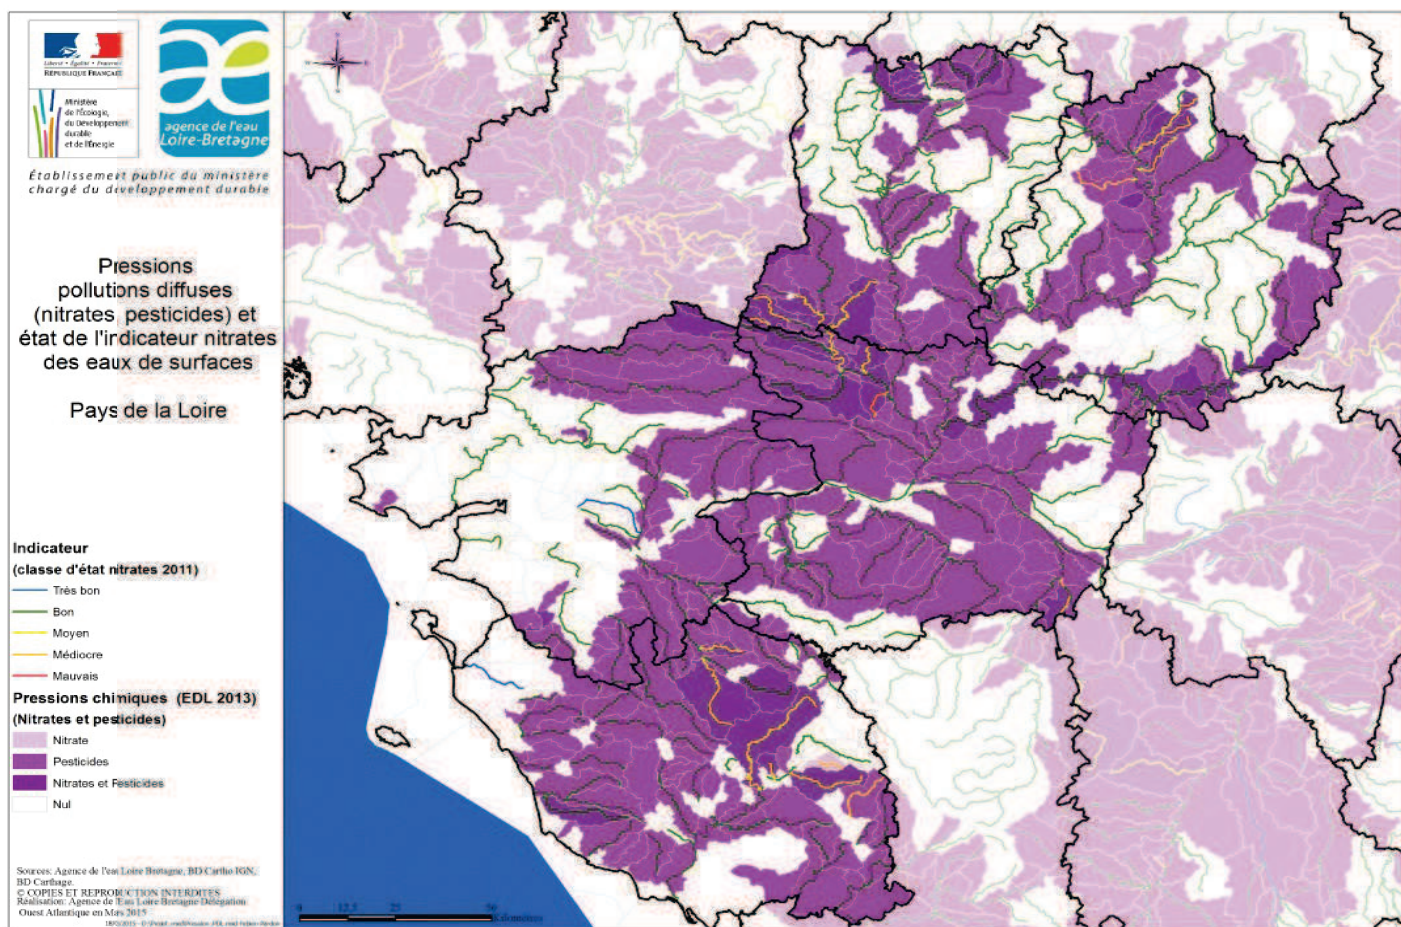 Liberté • Égalité • Fraternité
RÉPUBLIQUE FRANÇAISE
Ministère
de l'Écologie,
du Développement
durable
et de l'Énergie
agence de l'eau
Loire-Bretagne
Établissement public du ministère
chargé du développement durable
Pressions
pollutions diffuses
(nitrates, pesticides) et
état de l'indicateur nitrates
des eaux de surfaces
Pays de la Loire
Indicateur
(classe d'état nitrates 2011)
Très bon
Bon
Moyen
Médiocre
Mauvais
Pressions chimiques (EDL 2013)
(Nitrates et pesticides)
Nitrate
Pesticides
Nitrates et Pesticides
Nul
Sources: Agence de l'eau Loire Bretagne, BD Cartho IGN,
BD Carthage.
© COPIES ET REPRODUCTION INTERDITES
Réalisation: Agence de l'Eau Loire Bretagne Délégation
Ouest Atlantique en Mars 2015
0 12,5 25 50
Kilomètres